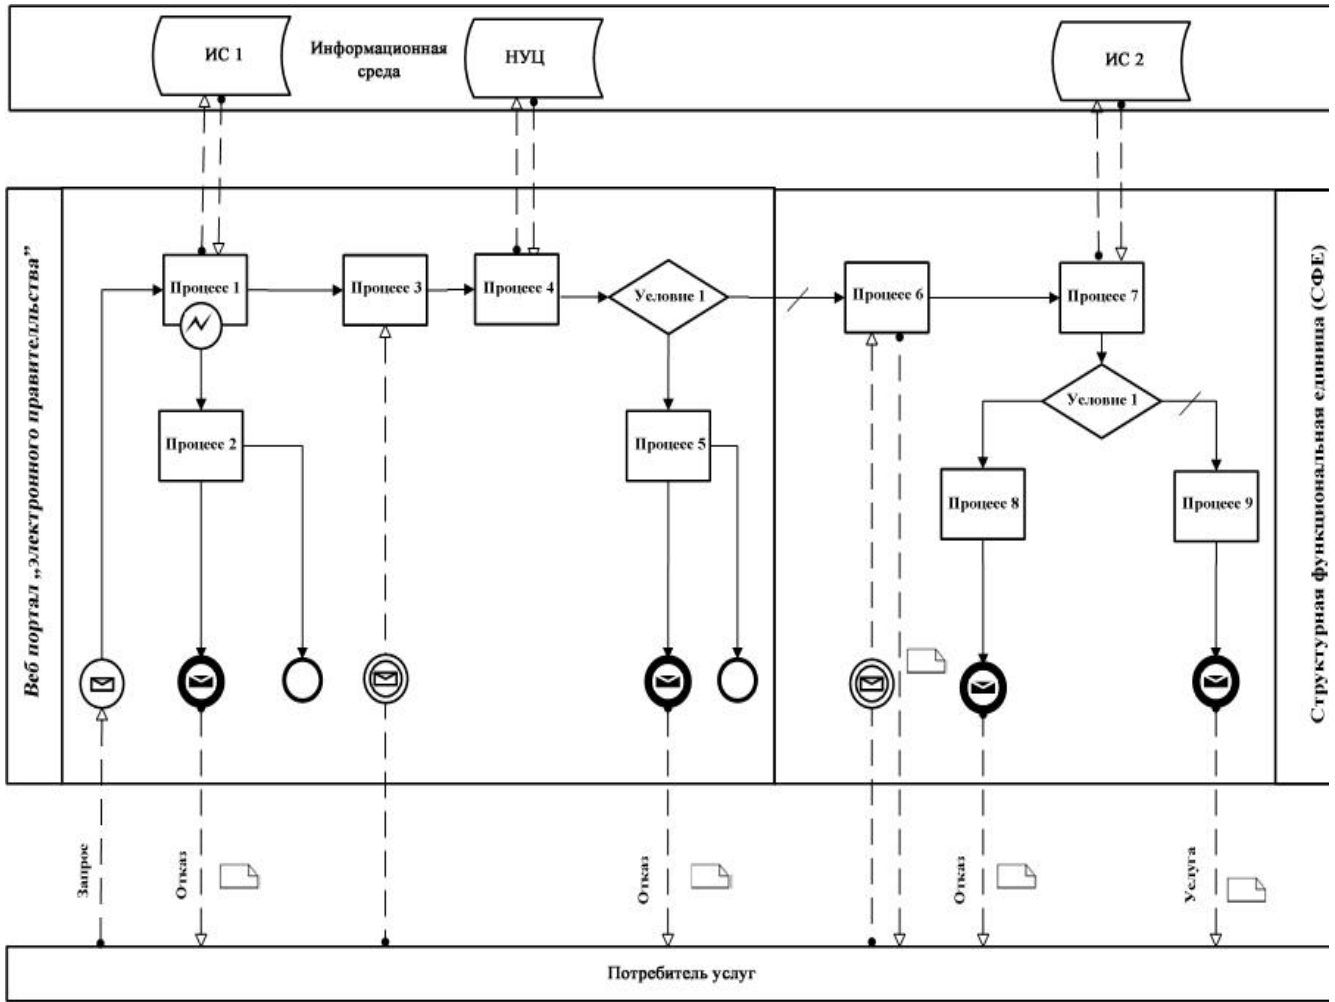 ИС 1
Информационная
среда
НУЦ
ИС 2
Веб портал „электронного правителльства”
Процесс 1
Процесс 3
Процесс 4
Условие 1
Процесс 6
Процесс 7
Условие 1
Процесс 2
Процесс 5
Процесс 8
Процесс 9
Структурная функциональная единица (СФЕ)
Запрос
Отказ
Отказ
Отказ
Услуга
Потребитель услуг